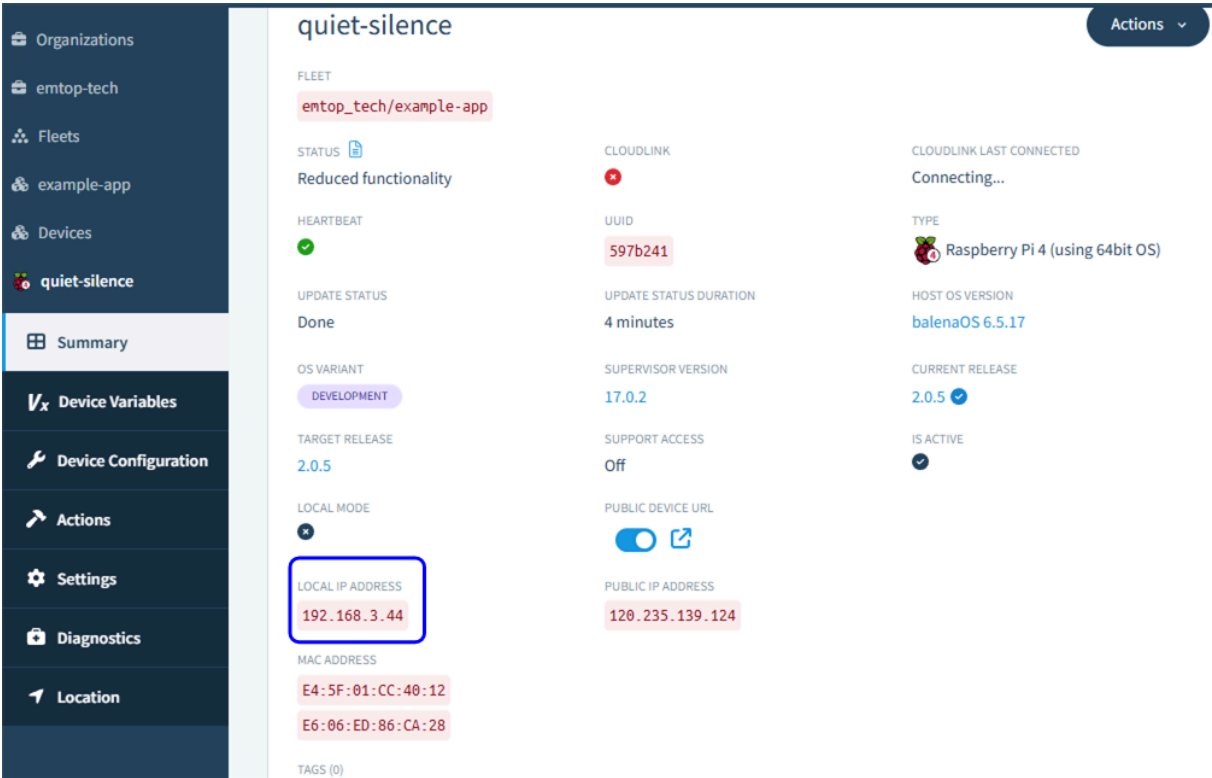 Organizations
emtop-tech
Fleets
example-app
Devices
quiet-silence
Summary
Vx Device Variables
Device Configuration
Actions
Settings
Diagnostics
Location
quiet-silence
Actions
FLEET
emtop_tech/example-app
STATUS
Reduced functionality
CLOUDLINK
CLOUDLINK LAST CONNECTED
Connecting...
HEARTBEAT
UUID
597b241
TYPE
4
Raspberry Pi 4 (using 64bit OS)
UPDATE STATUS
Done
UPDATE STATUS DURATION
4 minutes
HOST OS VERSION
balenaOS 6.5.17
OS VARIANT
DEVELOPMENT
SUPERVISOR VERSION
17.0.2
CURRENT RELEASE
2.0.5
TARGET RELEASE
2.0.5
SUPPORT ACCESS
Off
IS ACTIVE
LOCAL MODE
PUBLIC DEVICE URL
LOCAL IP ADDRESS
192.168.3.44
PUBLIC IP ADDRESS
120.235.139.124
MAC ADDRESS
E4:5F:01:CC:40:12
E6:06:ED:86:CA:28
TAGS (0)